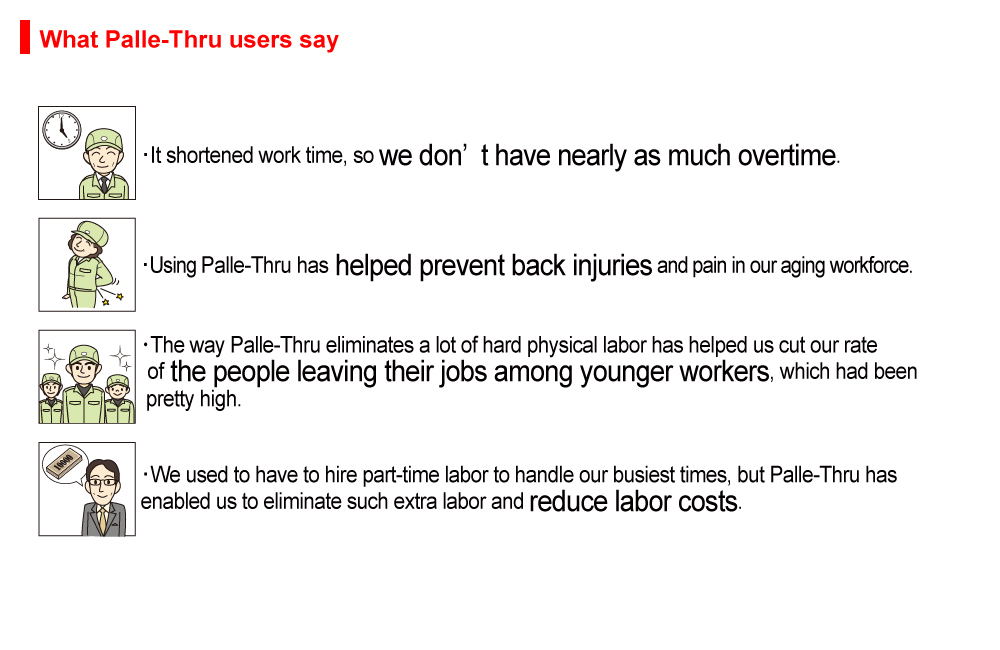 What Palle-Thru users say
・It shortened work time, so we don’t have nearly as much overtime.
・Using Palle-Thru has helped prevent back injuries and pain in our aging workforce.
・The way Palle-Thru eliminates a lot of hard physical labor has helped us cut our rate
of the people leaving their jobs among younger workers, which had been
pretty high.
10000
・We used to have to hire part-time labor to handle our busiest times, but Palle-Thru has
enabled us to eliminate such extra labor and reduce labor costs.